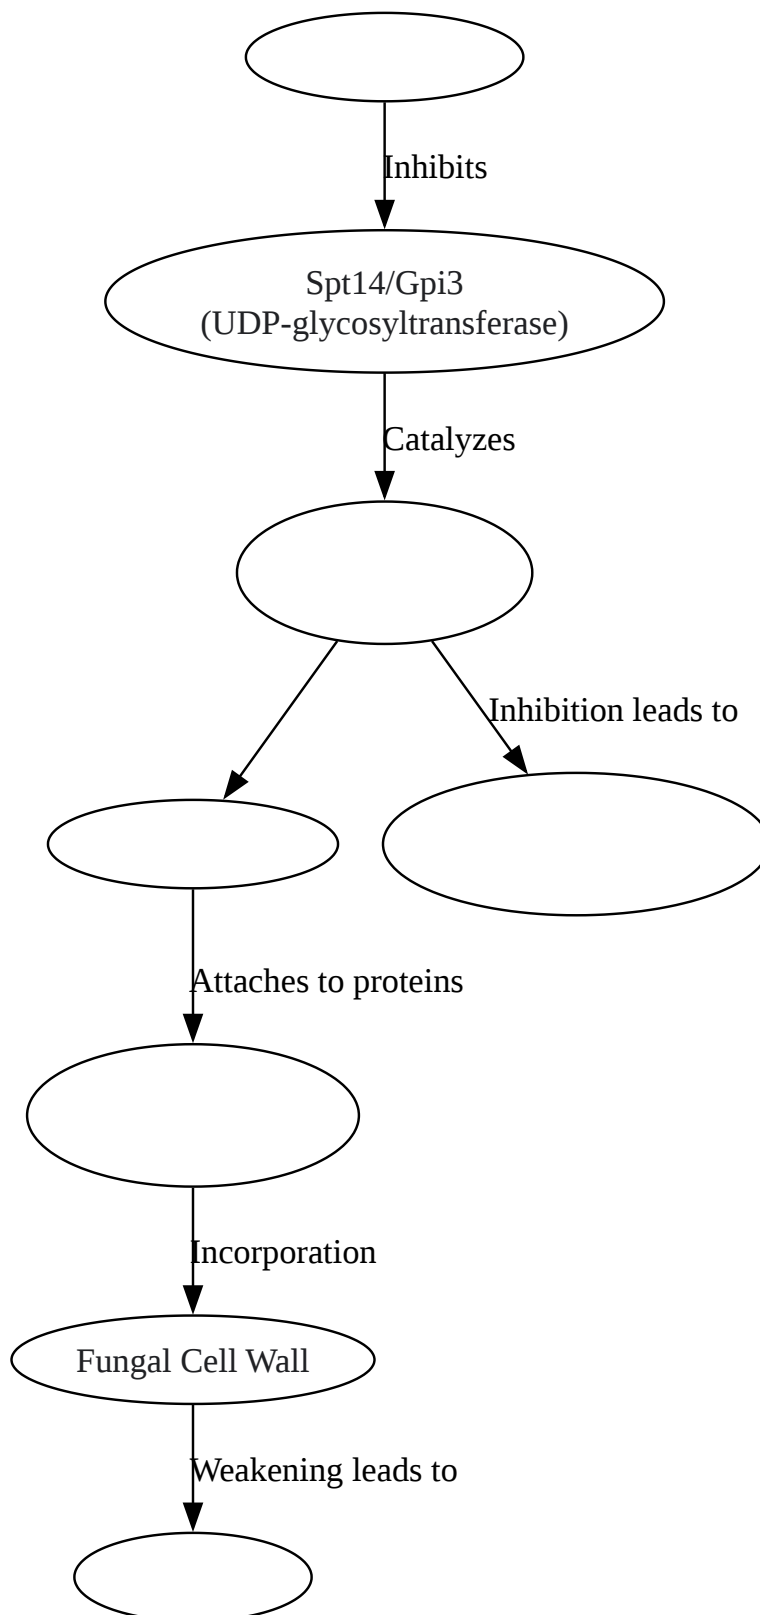 Inhibits
Spt14/Gpi3
(UDP-glycosyltransferase)
Catalyzes
Inhibition leads to
Attaches to proteins
Incorporation
Fungal Cell Wall
Weakening leads to